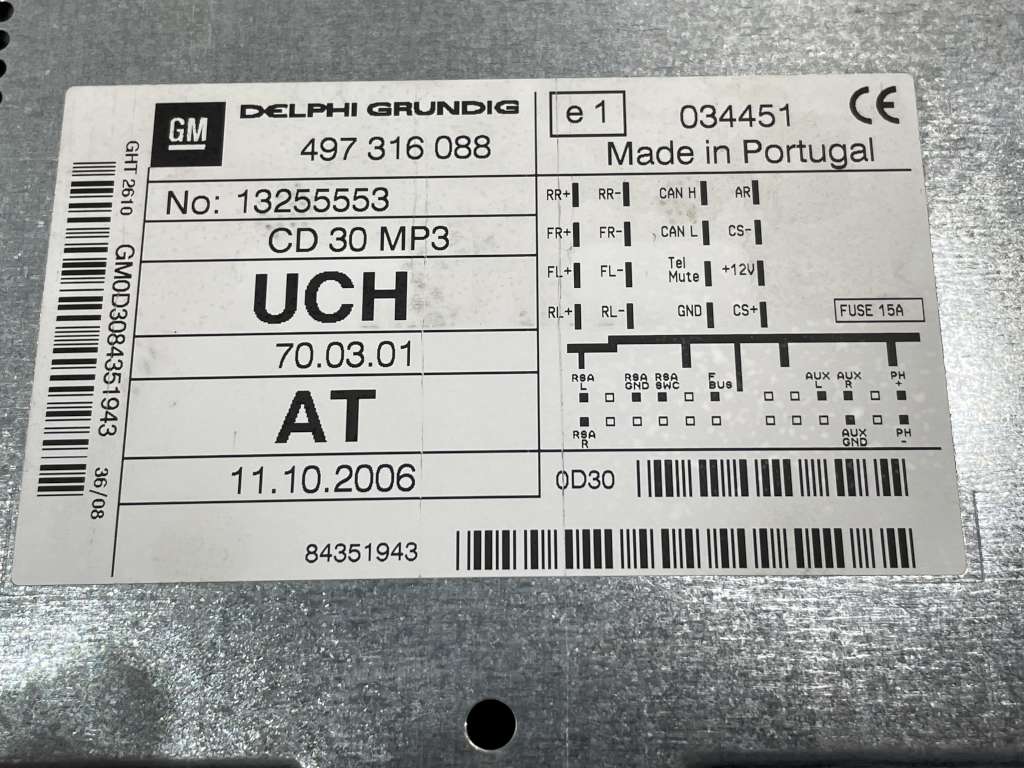 GM DELPHI GRUNDIG
497 316 088
e 1 034451 CE
Made in Portugal
No: 13255553
CD 30 MP3
UCH
70.03.01
AT
11.10.2006
RR+ RR- CAN H AR
FR+ FR- CAN L CS-
FL+ FL- Tel Mute +12V
RL+ RL- GND CS+
FUSE 15A
RSA L RSA GND RSA SWC F BUS AUX L AUX R PH +
RSA R AUX GND PH -
0D30
84351943
GHT 2610
GM0D3084351943
36/08